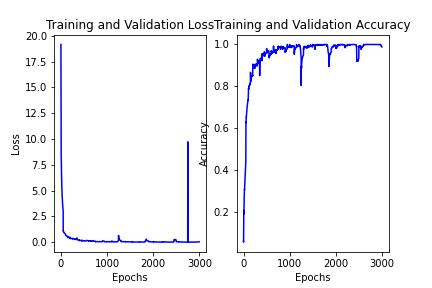 Training and Validation Loss
20.0
17.5
15.0
12.5
10.0
7.5
5.0
2.5
0.0
Loss
0 1000 2000 3000
Epochs
Training and Validation Accuracy
1.0
0.8
0.6
0.4
0.2
Accuracy
0 1000 2000 3000
Epochs